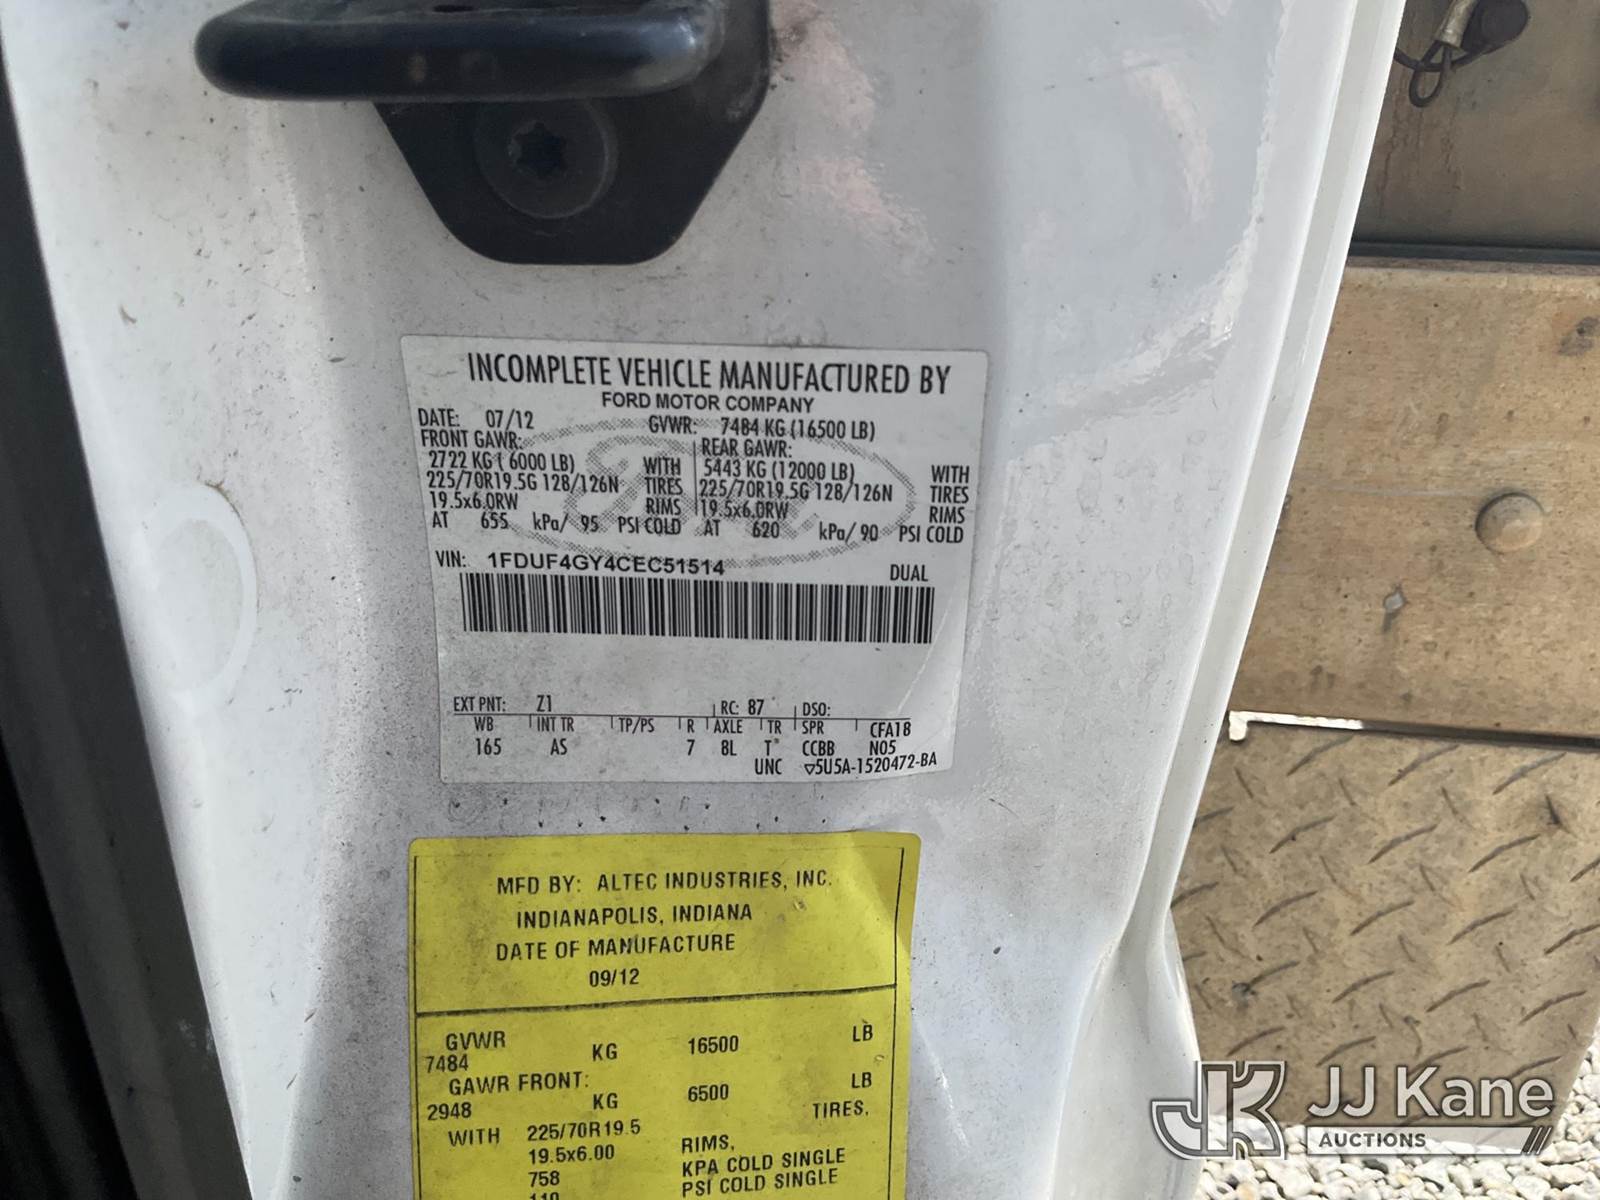 INCOMPLETE VEHICLE MANUFACTURED BY
FORD MOTOR COMPANY
DATE: 07/12 GVWR: 7484 KG (16500 LB)
FRONT GAWR: REAR GAWR:
2722 KG ( 6000 LB) WITH 5443 KG (12000 LB) WITH
225/70R19.5G 128/126N TIRES 225/70R19.5G 128/126N TIRES
19.5x6.0RW RIMS 19.5x6.0RW RIMS
AT 655 kPa/ 95 PSI COLD AT 620 kPa/ 90 PSI COLD
VIN: 1FDUF4GY4CEC51514 DUAL
EXT PNT: Z1 RC: 87 DSO:
WB INT TR TP/PS R AXLE TR SPR CFA18
165 AS 7 8L T CCBB N05
UNC ▽5U5A-1520472-BA
MFD BY: ALTEC INDUSTRIES, INC.
INDIANAPOLIS, INDIANA
DATE OF MANUFACTURE
09/12
GVWR
7484 KG 16500 LB
GAWR FRONT:
2948 KG 6500 LB
WITH 225/70R19.5 TIRES.
19.5x6.00 RIMS,
758 KPA COLD SINGLE
110 PSI COLD SINGLE
JK JJ Kane
AUCTIONS